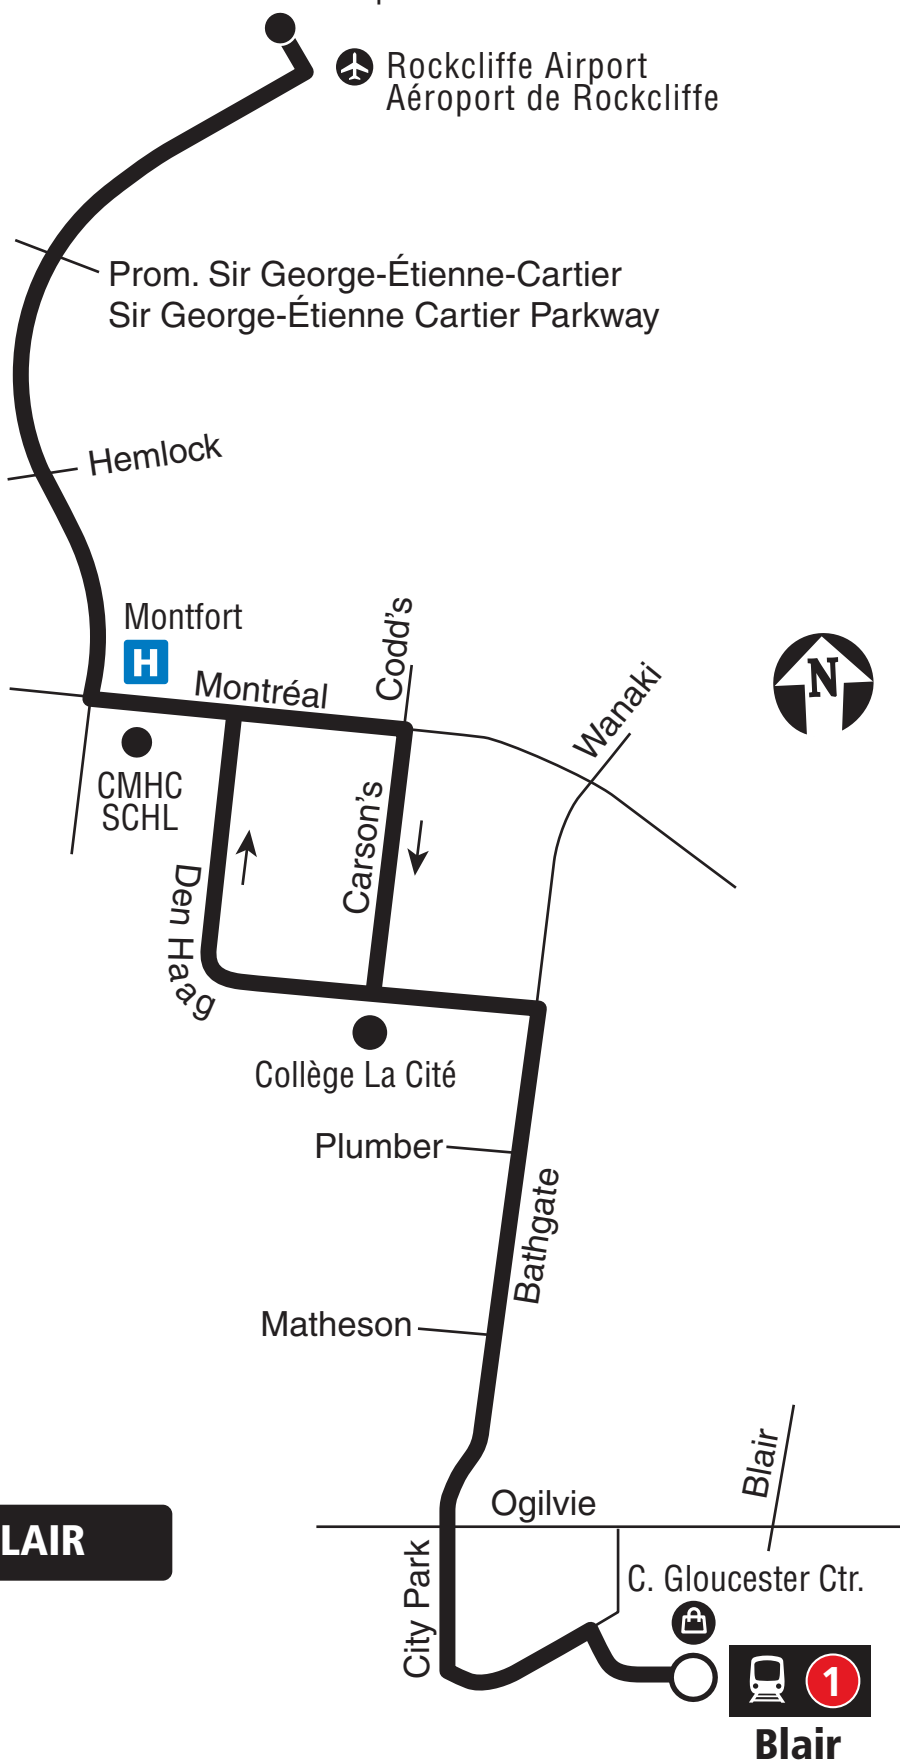 Rockcliffe Airport
Aéroport de Rockcliffe
Prom. Sir George-Étienne-Cartier
Sir George-Étienne Cartier Parkway
Hemlock
Montfort
H
Montréal
Codd's
Wanaki
N
CMHC
SCHL
Carson's
Den Haag
Collège La Cité
Plumber
Bathgate
Matheson
Blair
Ogilvie
LAIR
City Park
C. Gloucester Ctr.
1
Blair